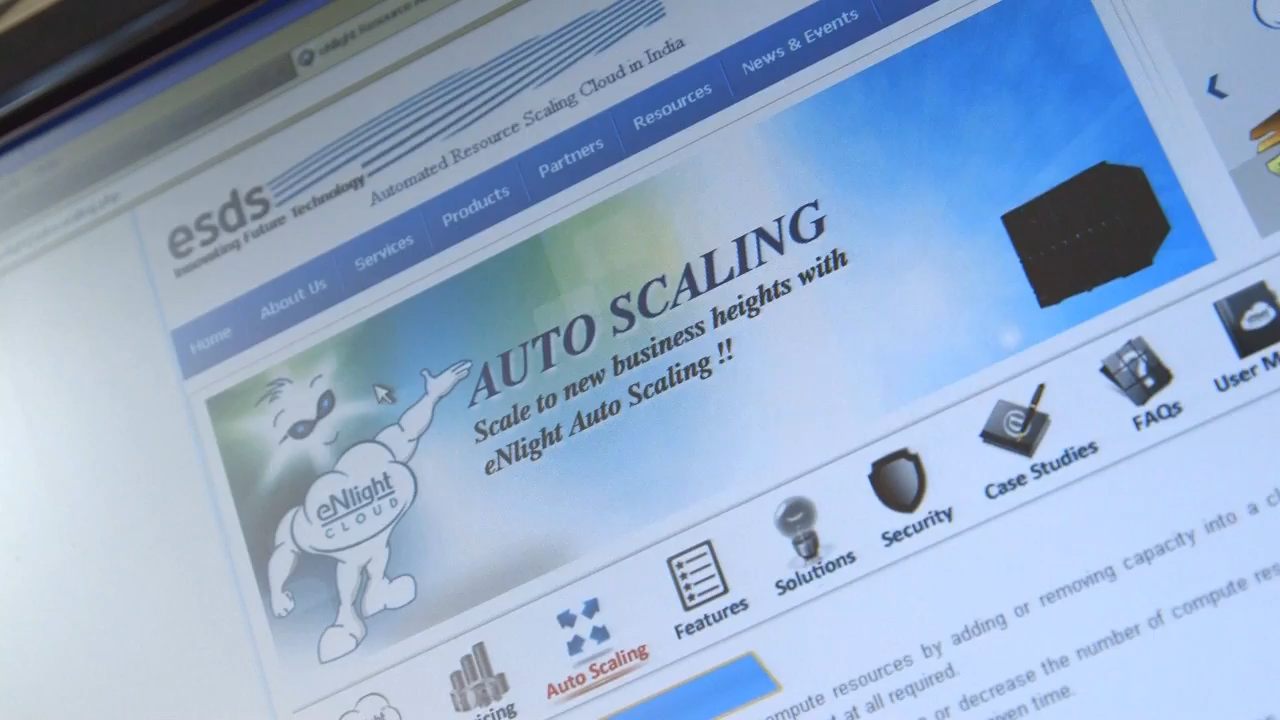 esds
Innovating Future Technology
Automated Resource Scaling Cloud in India
Home
About Us
Services
Products
Partners
Resources
News & Events
AUTO SCALING
Scale to new business heights with
eNlight Auto Scaling !!
eNlight
CLOUD
Auto Scaling
Features
Solutions
Security
Case Studies
FAQs
User M
resources by adding or removing capacity into a
at all required.
or decrease the number of compute
time.